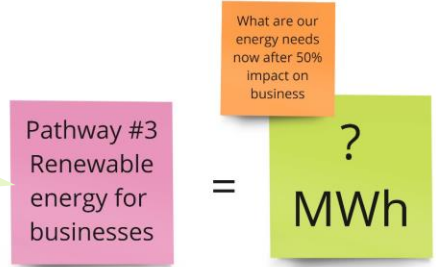 What are our
energy needs
now after 50%
impact on
business
Pathway #3
Renewable
energy for
businesses
=
?
MWh